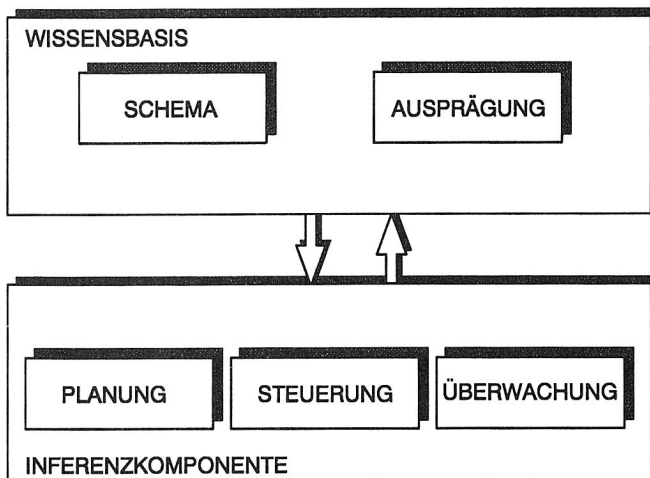 WISSENSBASIS
SCHEMA
AUSPRÄGUNG
PLANUNG
STEUERUNG
ÜBERWACHUNG
INFERENZKOMPONENTE